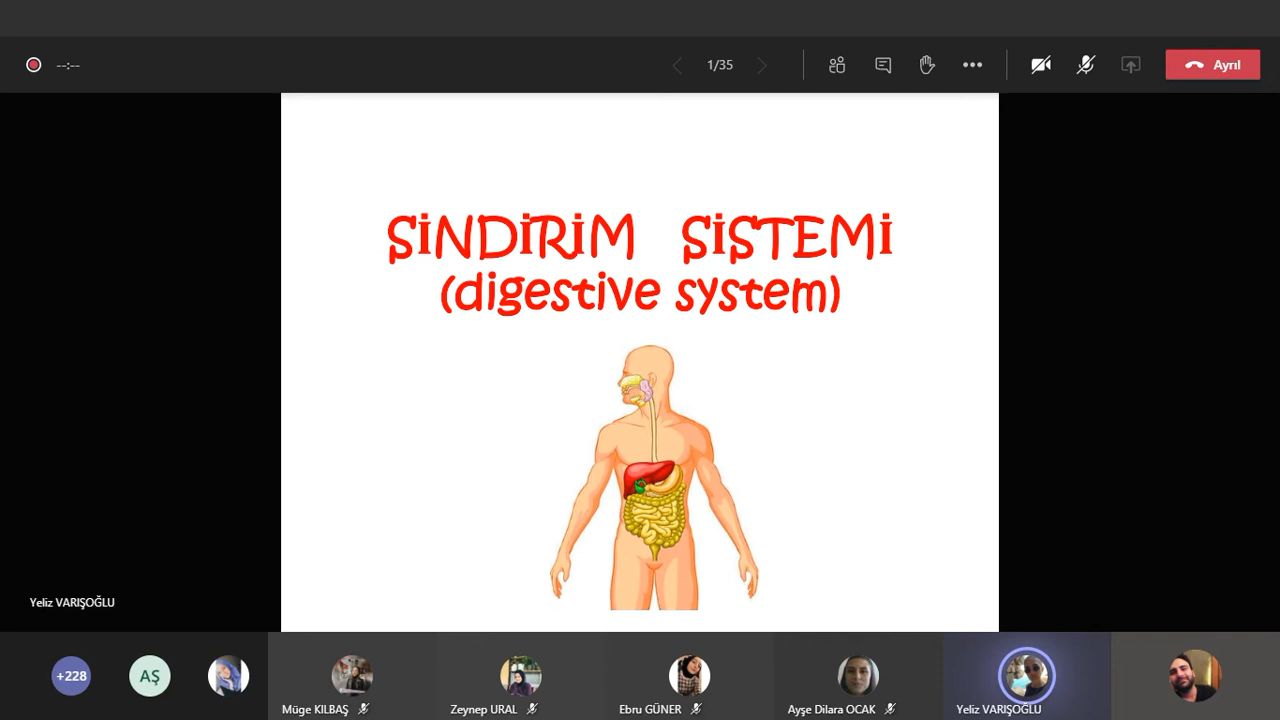 --:--
1/35
Ayrıl
SİNDİRİM SİSTEMİ
(digestive system)
Yeliz VARIŞOĞLU
+228
AŞ
Müge KILBAŞ
Zeynep URAL
Ebru GÜNER
Ayşe Dilara OCAK
Yeliz VARIŞOĞLU